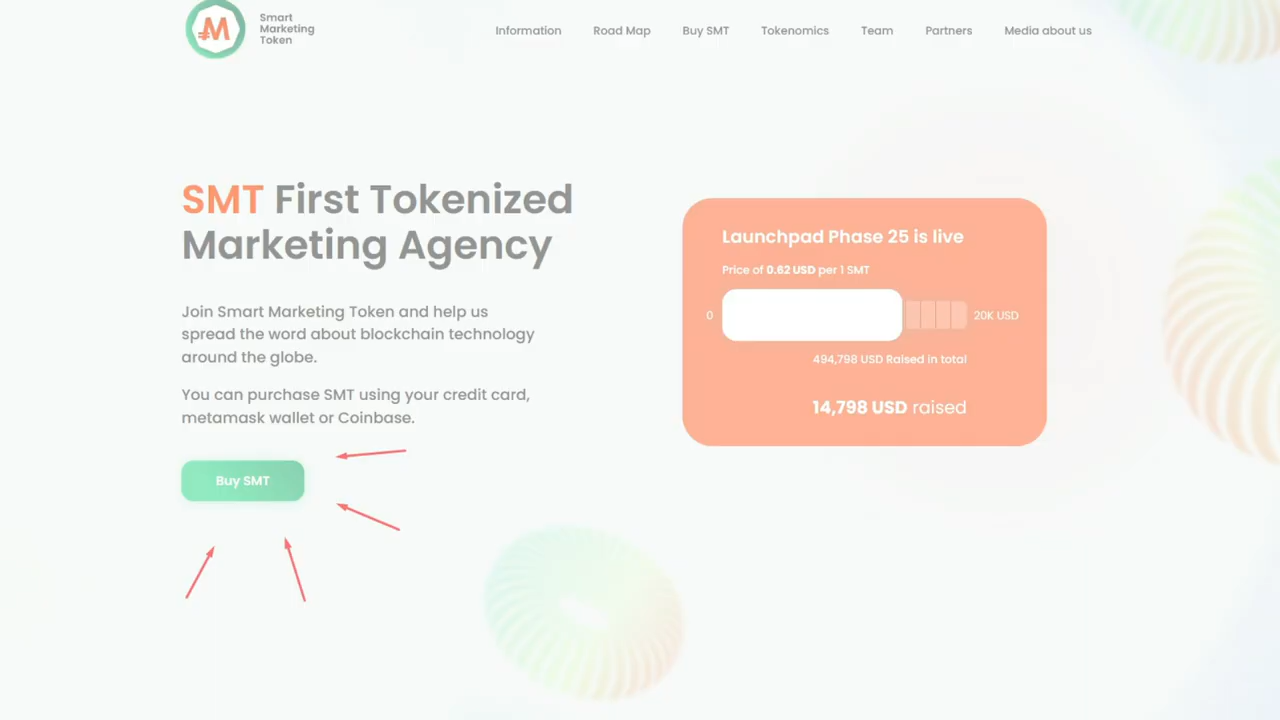 Smart
Marketing
Token
Information Road Map Buy SMT Tokenomics Team Partners Media about us
SMT First Tokenized
Marketing Agency
Join Smart Marketing Token and help us
spread the word about blockchain technology
around the globe.
You can purchase SMT using your credit card,
metamask wallet or Coinbase.
Buy SMT
Launchpad Phase 25 is live
Price of 0.62 USD per 1 SMT
0 20K USD
494,798 USD Raised in total
14,798 USD raised